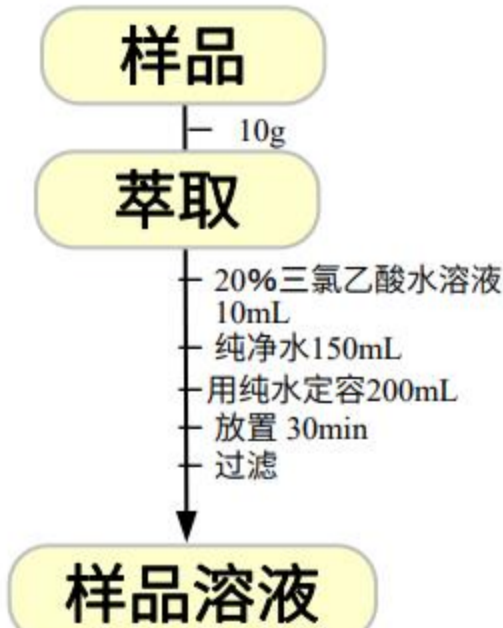 样品
10g
萃取
20%三氯乙酸水溶液
10mL
纯净水150mL
用纯水定容200mL
放置 30min
过滤
样品溶液